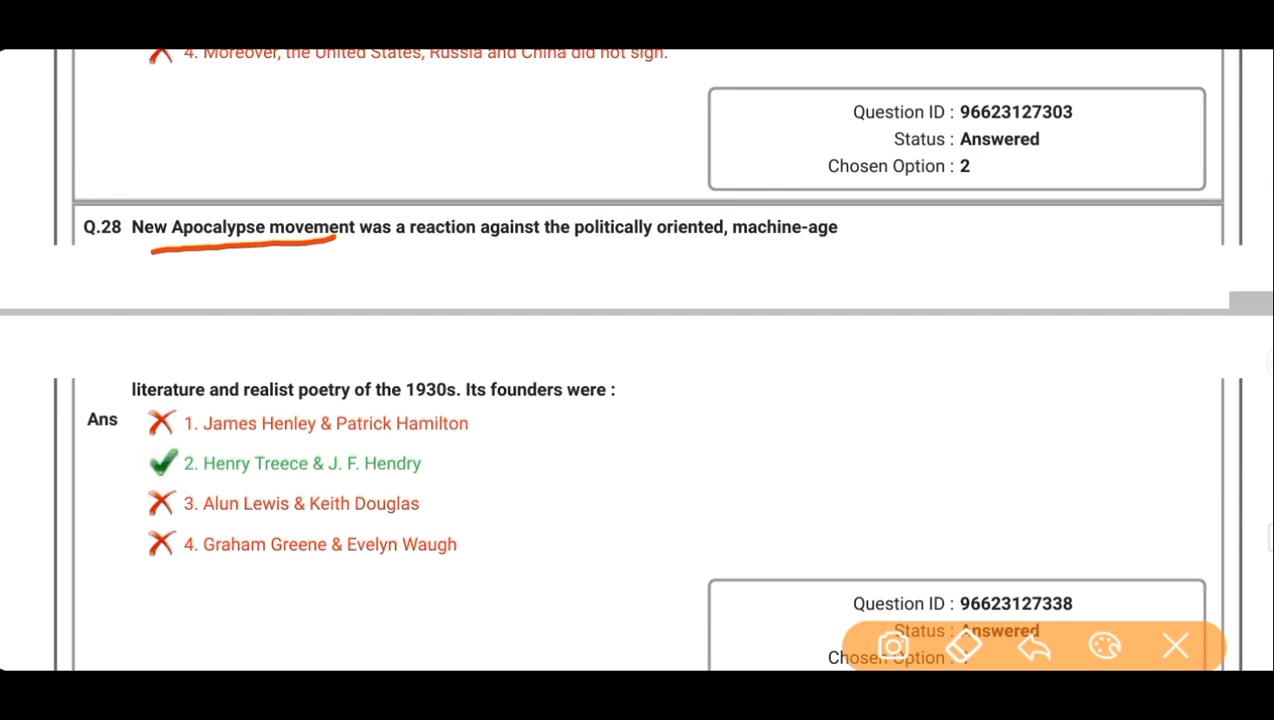 4. Moreover, the United States, Russia and China did not sign.
Question ID : 96623127303
Status : Answered
Chosen Option : 2
Q.28 New Apocalypse movement was a reaction against the politically oriented, machine-age
literature and realist poetry of the 1930s. Its founders were :
Ans 1. James Henley & Patrick Hamilton
2. Henry Treece & J. F. Hendry
3. Alun Lewis & Keith Douglas
4. Graham Greene & Evelyn Waugh
Question ID : 96623127338
Status : Answered
Chosen Option :